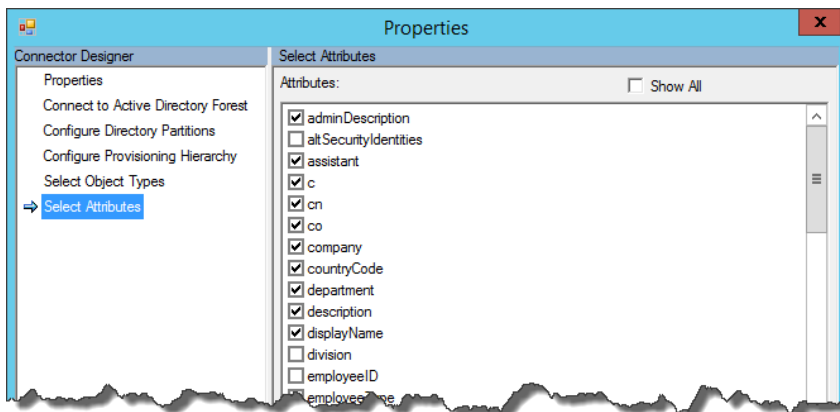 Properties
x
Connector Designer
Select Attributes
Properties
Connect to Active Directory Forest
Configure Directory Partitions
Configure Provisioning Hierarchy
Select Object Types
Select Attributes
Attributes:
Show All
adminDescription
altSecurityIdentities
assistant
c
cn
co
company
countryCode
department
description
displayName
division
employeeID
employeeType